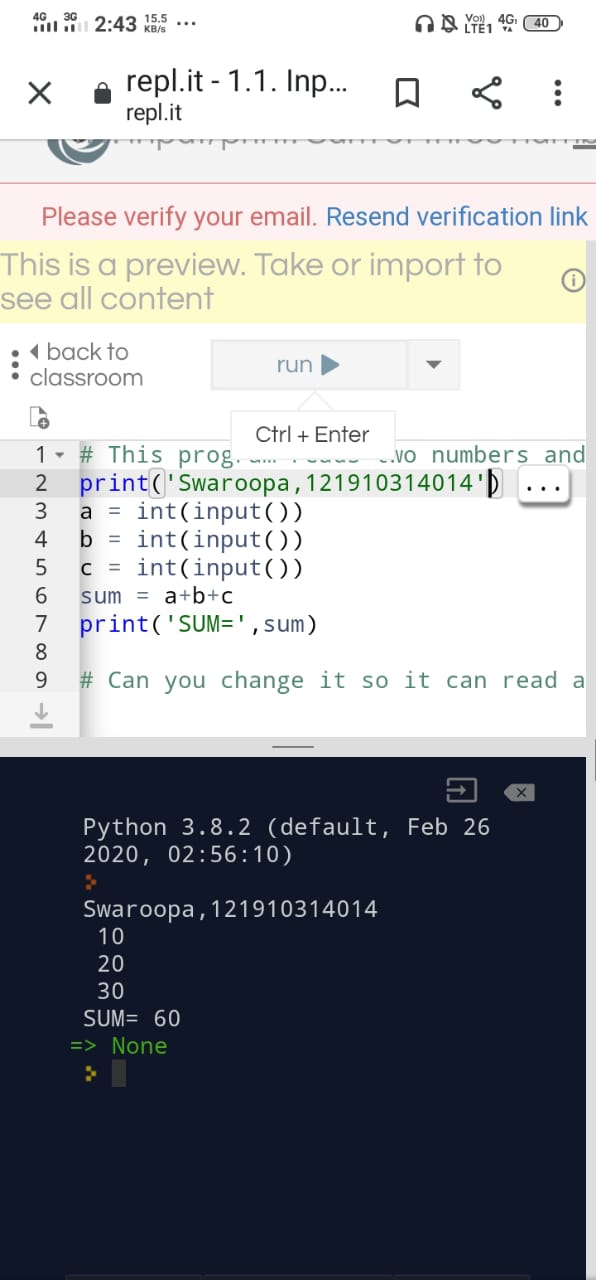 4G 3G 2:43 15.5 KB/s ... Vo)) LTE1 4G 40
repl.it - 1.1. Inp...
repl.it
Please verify your email. Resend verification link
This is a preview. Take or import to
see all content
back to
classroom
run
Ctrl + Enter
1 # This two numbers and
2 print('Swaroopa,121910314014') ...
3 a = int(input())
4 b = int(input())
5 c = int(input())
6 sum = a+b+c
7 print('SUM=',sum)
8
9 # Can you change it so it can read a
Python 3.8.2 (default, Feb 26
2020, 02:56:10)
Swaroopa,121910314014
10
20
30
SUM= 60
=> None